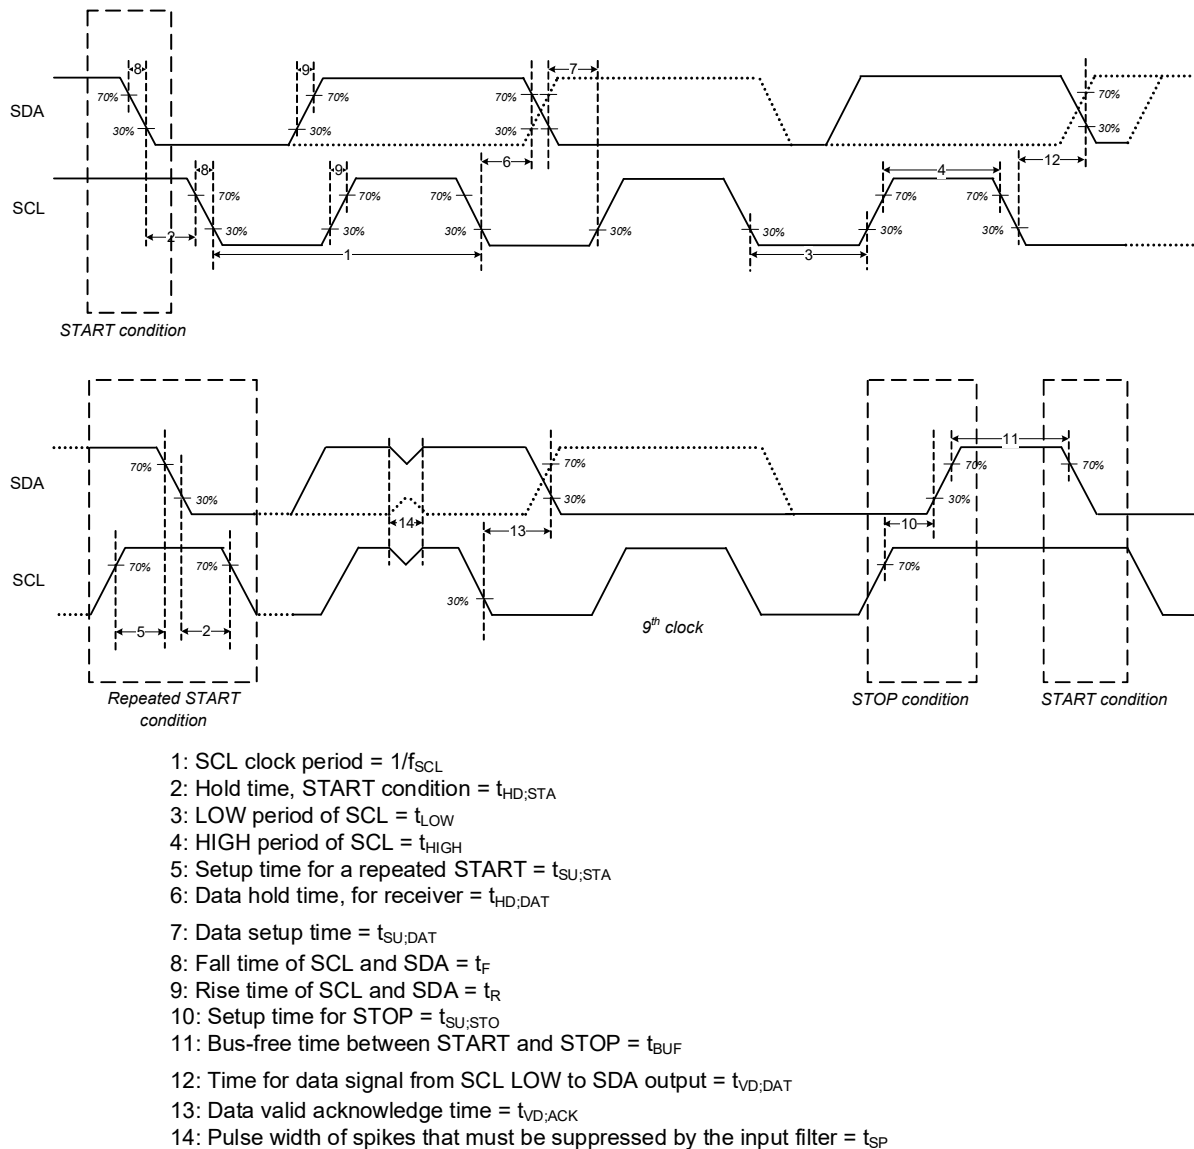 8 9 7
70% 70% 70% 70%
SDA
30% 30% 30% 30%
6 12
8 9 4
70% 70% 70% 70% 70%
SCL
30% 30% 30% 30% 30% 30% 30%
2
1 3
START condition
11
70% 70% 70% 70%
SDA
30% 30% 30%
14 13 10
70% 70% 70%
SCL
30%
5 2
9th clock
Repeated START
condition
STOP condition
START condition
1: SCL clock period = 1/fSCL
2: Hold time, START condition = tHD;STA
3: LOW period of SCL = tLOW
4: HIGH period of SCL = tHIGH
5: Setup time for a repeated START = tSU;STA
6: Data hold time, for receiver = tHD;DAT
7: Data setup time = tSU;DAT
8: Fall time of SCL and SDA = tF
9: Rise time of SCL and SDA = tR
10: Setup time for STOP = tSU;STO
11: Bus-free time between START and STOP = tBUF
12: Time for data signal from SCL LOW to SDA output = tVD;DAT
13: Data valid acknowledge time = tVD;ACK
14: Pulse width of spikes that must be suppressed by the input filter = tSP